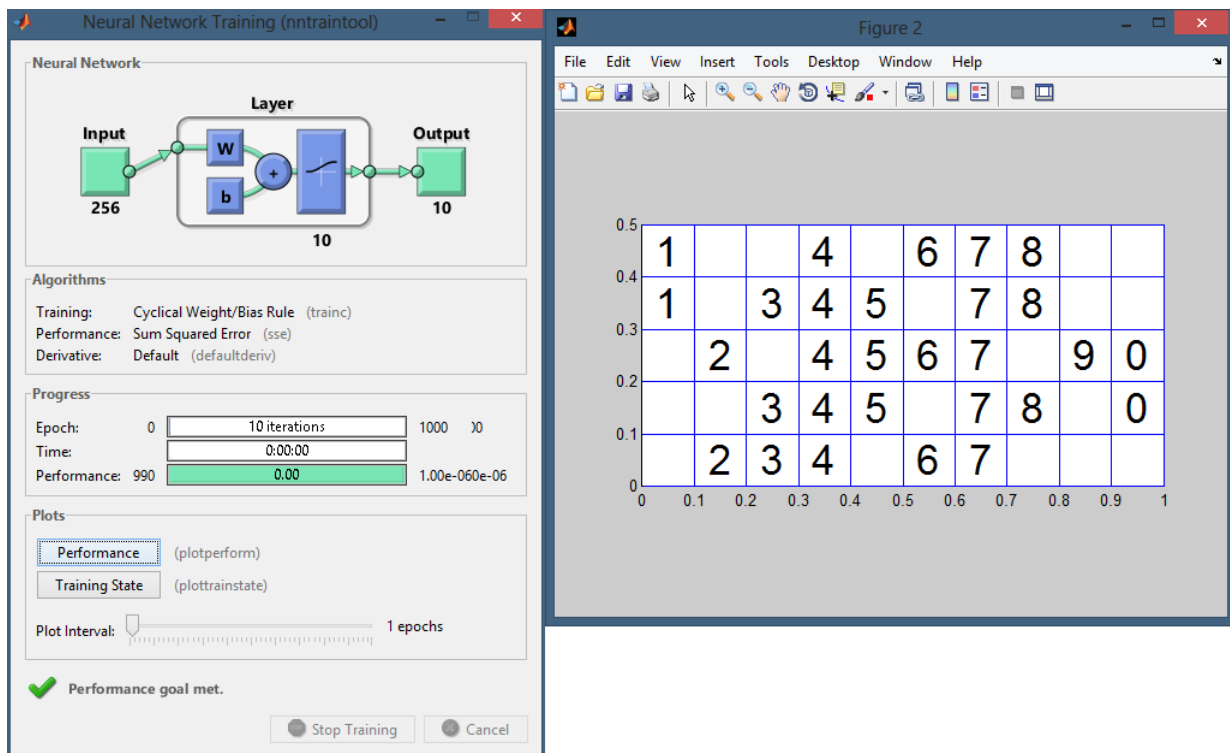 Neural Network Training (nntraintool)
Neural Network
Layer
Input
Output
W
b
+
256
10
10
Algorithms
Training: Cyclical Weight/Bias Rule (trainc)
Performance: Sum Squared Error (sse)
Derivative: Default (defaultderiv)
Progress
Epoch: 0 10 iterations 1000
Time: 0:00:00
Performance: 990 0.00 1.00e-060e-06
Plots
Performance (plotperform)
Training State (plottrainstate)
Plot Interval: 1 epochs
Performance goal met.
Stop Training Cancel
Figure 2
File Edit View Insert Tools Desktop Window Help
0.5
1 4 6 7 8
0.4
1 3 4 5 7 8
0.3
2 4 5 6 7 9 0
0.2
3 4 5 7 8 0
0.1
2 3 4 6 7
0
0 0.1 0.2 0.3 0.4 0.5 0.6 0.7 0.8 0.9 1